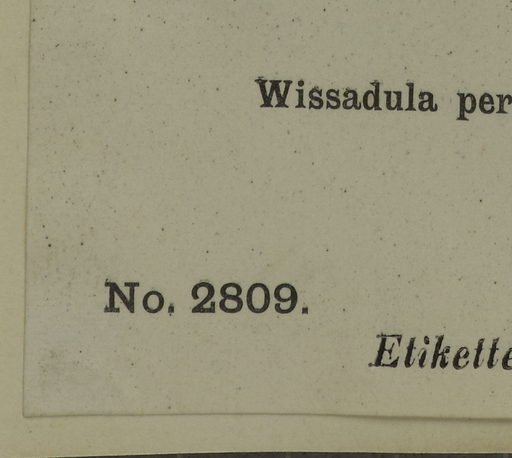 Wissadula per
No. 2809.
Etikette